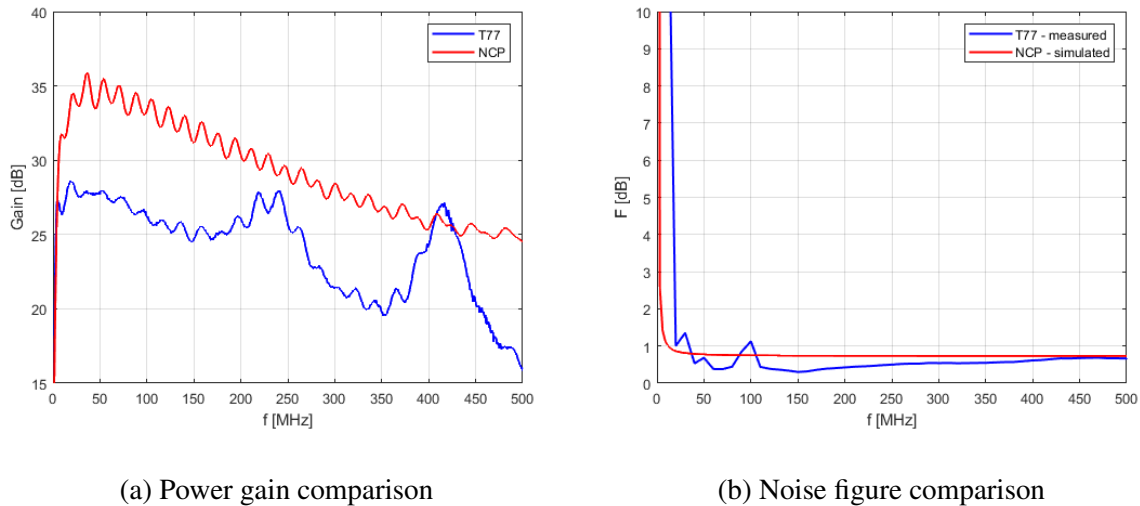 40
35
30
25
20
15
Gain [dB]
0 50 100 150 200 250 300 350 400 450 500
f [MHz]
T77
NCP
10
9
8
7
6
5
4
3
2
1
0
F [dB]
0 50 100 150 200 250 300 350 400 450 500
f [MHz]
T77 - measured
NCP - simulated
(a) Power gain comparison
(b) Noise figure comparison